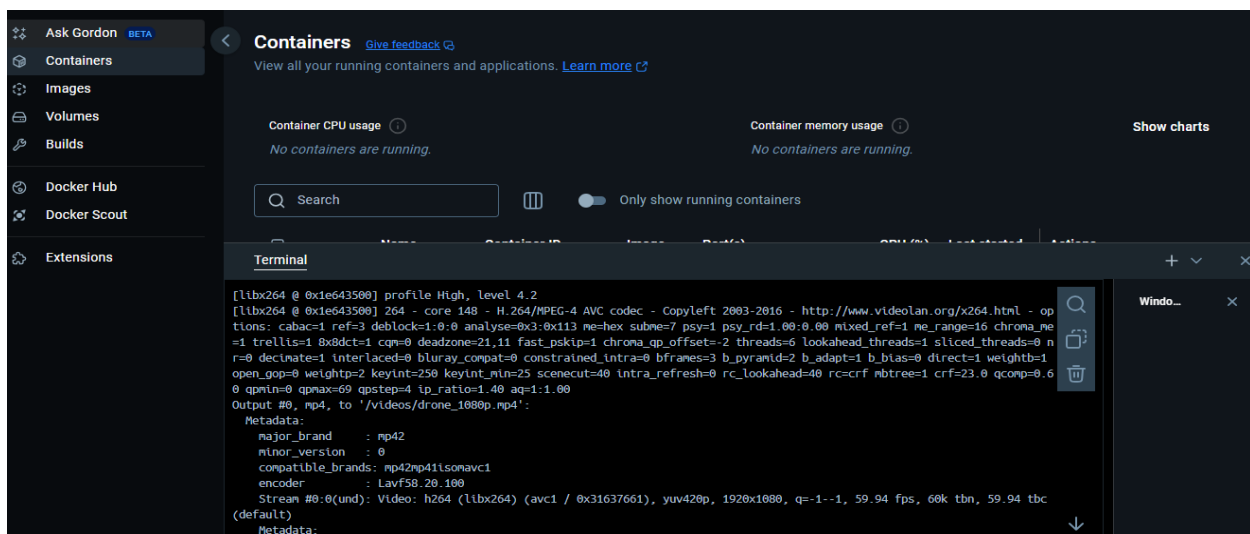 Ask Gordon BETA
Containers
Images
Volumes
Builds
Docker Hub
Docker Scout
Extensions
Containers Give feedback
View all your running containers and applications. Learn more
Container CPU usage
No containers are running.
Container memory usage
No containers are running.
Show charts
Search
Only show running containers
Name Container ID Image Port(s) CPU (%) Last started Actions
Terminal
[libx264 @ 0x1e643500] profile High, level 4.2
[libx264 @ 0x1e643500] 264 - core 148 - H.264/MPEG-4 AVC codec - Copyleft 2003-2016 - http://www.videolan.org/x264.html - op
tions: cabac=1 ref=3 deblock=1:0:0 analyse=0x3:0x113 me=hex subme=7 psy=1 psy_rd=1.00:0.00 mixed_ref=1 me_range=16 chroma_me
=1 trellis=1 8x8dct=1 cqm=0 deadzone=21,11 fast_pskip=1 chroma_qp_offset=-2 threads=6 lookahead_threads=1 sliced_threads=0 n
r=0 decimate=1 interlaced=0 bluray_compat=0 constrained_intra=0 bframes=3 b_pyramid=2 b_adapt=1 b_bias=0 direct=1 weightb=1
open_gop=0 weightp=2 keyint=250 keyint_min=25 scenecut=40 intra_refresh=0 rc_lookahead=40 rc=crf mbtree=1 crf=23.0 qcomp=0.6
0 qpmin=0 qpmax=69 qpstep=4 ip_ratio=1.40 aq=1:1.00
Output #0, mp4, to '/videos/drone_1080p.mp4':
Metadata:
major_brand : mp42
minor_version : 0
compatible_brands: mp42mp41isomavc1
encoder : Lavf58.20.100
Stream #0:0(und): Video: h264 (libx264) (avc1 / 0x31637661), yuv420p, 1920x1080, q=-1--1, 59.94 fps, 60k tbn, 59.94 tbc
(default)
Metadata:
Windo...